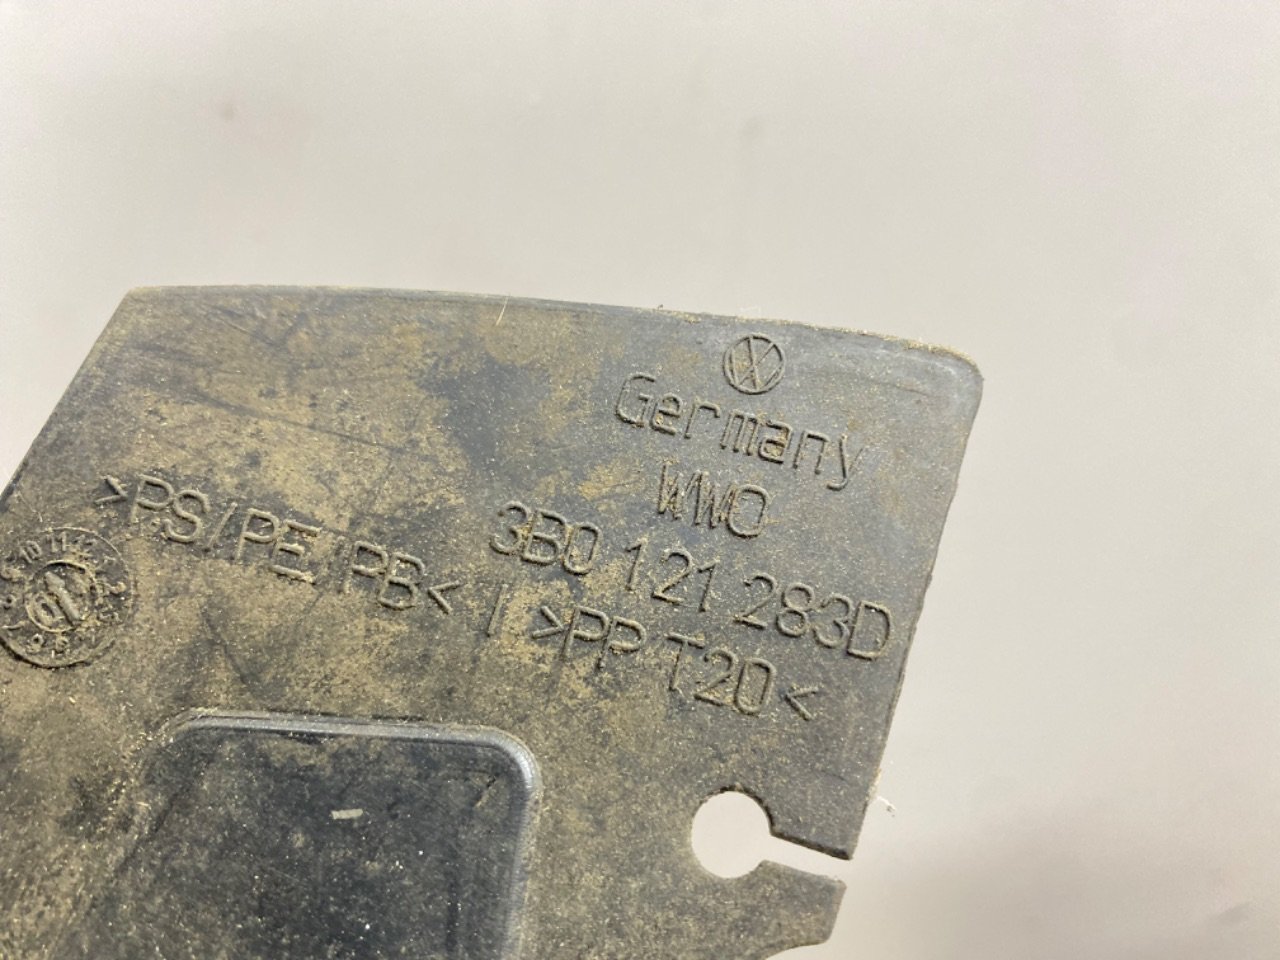 Germany
WWO
3B0 121 283D
>PS/PE/PB< / >PP T20<